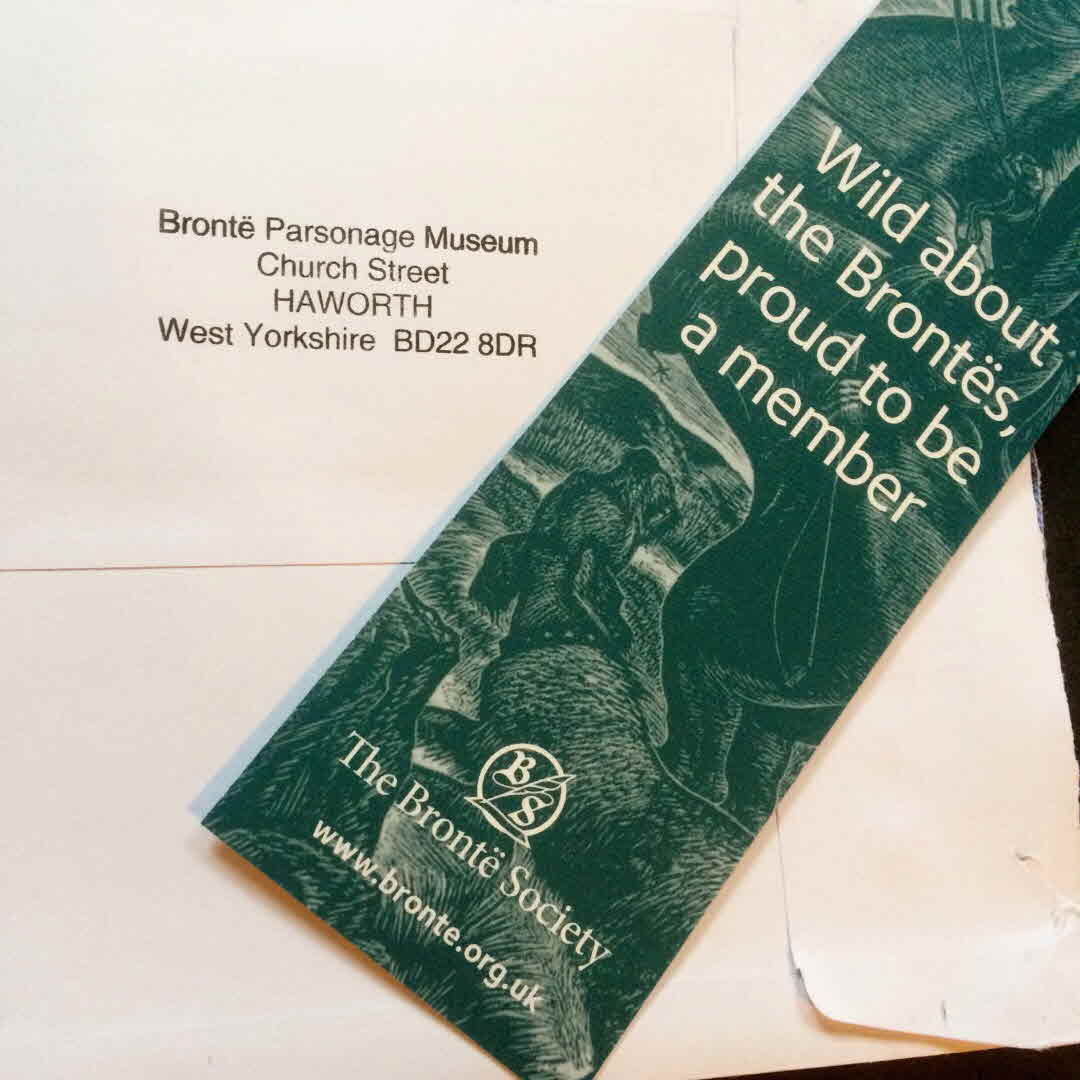 Brontë Parsonage Museum
Church Street
HAWORTH
West Yorkshire BD22 8DR
Wild about
the Brontës,
proud to be
a member
B
S
The Brontë Society
www.bronte.org.uk